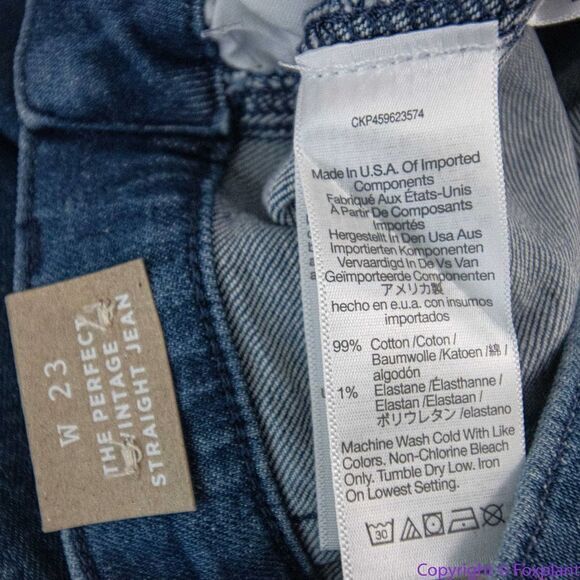 W 23
THE PERFECT
VINTAGE
STRAIGHT JEAN
CKP459623574
Made In U.S.A. Of Imported
Components
Fabriqué Aux États-Unis
À Partir De Composants
Importés
Hergestellt In Den Usa Aus
Importierten Komponenten
Vervaardigd In De Vs Van
Geïmporteerde Componenten
アメリカ製
hecho en e.u.a. con insumos
importados
99% Cotton /Coton /
Baumwolle /Katoen /綿/
algodón
1% Elastane /Élasthanne /
Elastan /Elastaan /
ポリウレタン /elastano
Machine Wash Cold With Like
Colors. Non-Chlorine Bleach
Only. Tumble Dry Low. Iron
On Lowest Setting.
30
Copyright © Foxplanet